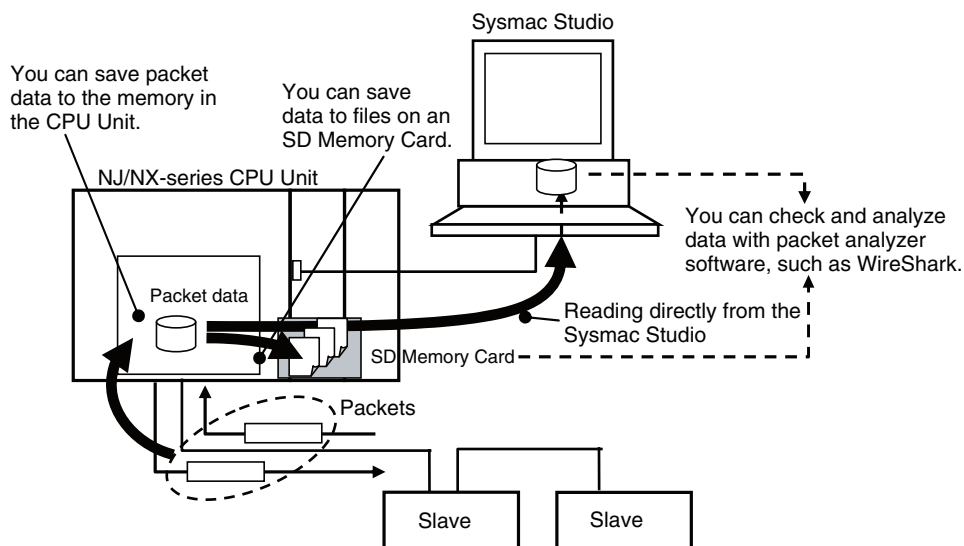 Sysmac Studio
You can save packet
data to the memory in
the CPU Unit.
You can save
data to files on an
SD Memory Card.
NJ/NX-series CPU Unit
You can check and analyze
data with packet analyzer
software, such as WireShark.
Packet data
Reading directly from the
Sysmac Studio
SD Memory Card
Packets
Slave
Slave